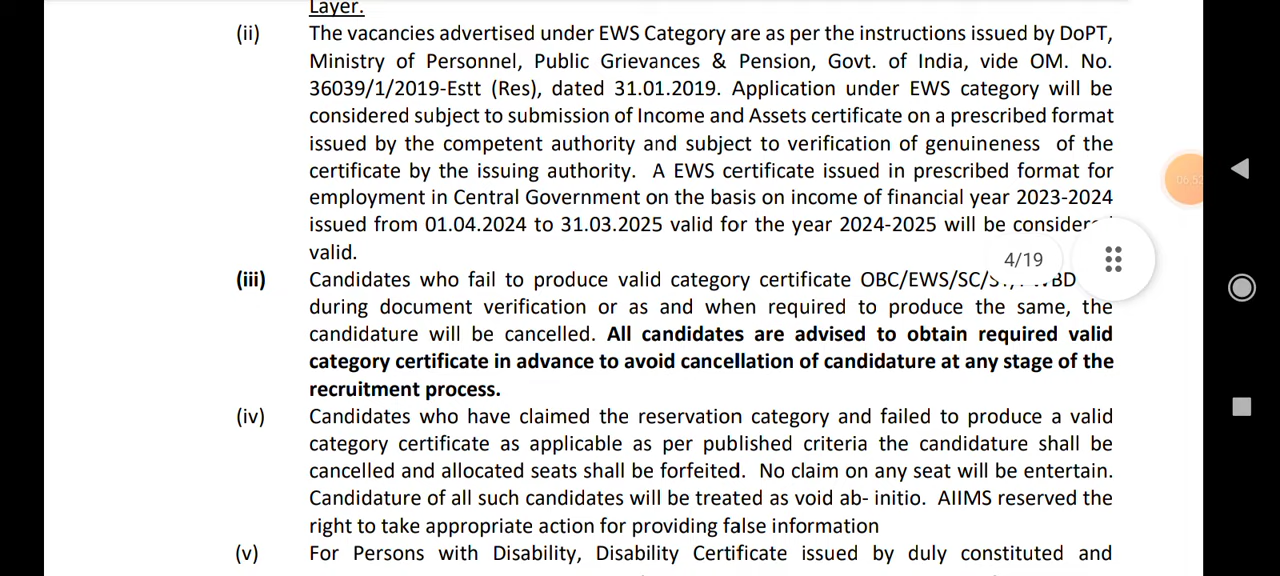 Layer.
(ii) The vacancies advertised under EWS Category are as per the instructions issued by DoPT,
Ministry of Personnel, Public Grievances & Pension, Govt. of India, vide OM. No.
36039/1/2019-Estt (Res), dated 31.01.2019. Application under EWS category will be
considered subject to submission of Income and Assets certificate on a prescribed format
issued by the competent authority and subject to verification of genuineness of the
certificate by the issuing authority. A EWS certificate issued in prescribed format for
employment in Central Government on the basis on income of financial year 2023-2024
issued from 01.04.2024 to 31.03.2025 valid for the year 2024-2025 will be considered
valid.
4/19
06:52
(iii) Candidates who fail to produce valid category certificate OBC/EWS/SC/
during document verification or as and when required to produce the same, the
candidature will be cancelled. All candidates are advised to obtain required valid
category certificate in advance to avoid cancellation of candidature at any stage of the
recruitment process.
(iv) Candidates who have claimed the reservation category and failed to produce a valid
category certificate as applicable as per published criteria the candidature shall be
cancelled and allocated seats shall be forfeited. No claim on any seat will be entertain.
Candidature of all such candidates will be treated as void ab- initio. AIIMS reserved the
right to take appropriate action for providing false information
(v) For Persons with Disability, Disability Certificate issued by duly constituted and